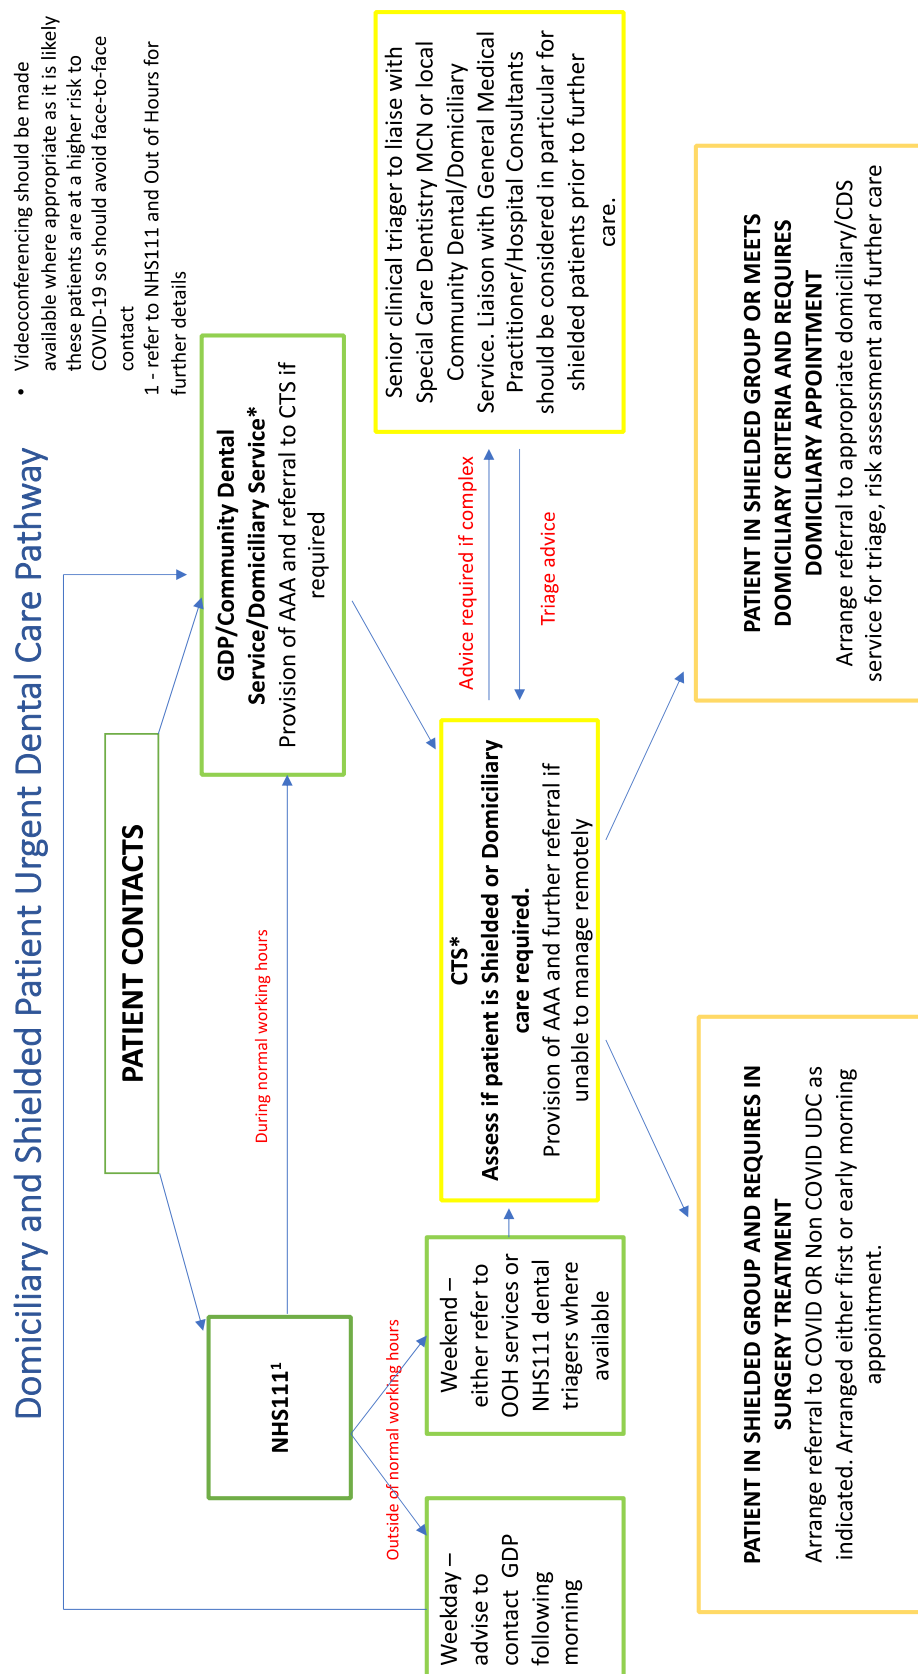 Domiciliary and Shielded Patient Urgent Dental Care Pathway
• Videoconferencing should be made
available where appropriate as it is likely
these patients are at a higher risk to
COVID-19 so should avoid face-to-face
contact
1 - refer to NHS111 and Out of Hours for
further details
PATIENT CONTACTS
NHS111¹
During normal working hours
GDP/Community Dental
Service/Domiciliary Service*
Provision of AAA and referral to CTS if
required
Outside of normal working hours
Weekday –
advise to
contact GDP
following
morning
Weekend –
either refer to
OOH services or
NHS111 dental
triagers where
available
CTS*
Assess if patient is Shielded or Domiciliary
care required.
Provision of AAA and further referral if
unable to manage remotely
Advice required if complex
Triage advice
Senior clinical triager to liaise with
Special Care Dentistry MCN or local
Community Dental/Domiciliary
Service. Liaison with General Medical
Practitioner/Hospital Consultants
should be considered in particular for
shielded patients prior to further
care.
PATIENT IN SHIELDED GROUP AND REQUIRES IN
SURGERY TREATMENT
Arrange referral to COVID OR Non COVID UDC as
indicated. Arranged either first or early morning
appointment.
PATIENT IN SHIELDED GROUP OR MEETS
DOMICILIARY CRITERIA AND REQUIRES
DOMICILIARY APPOINTMENT
Arrange referral to appropriate domiciliary/CDS
service for triage, risk assessment and further care